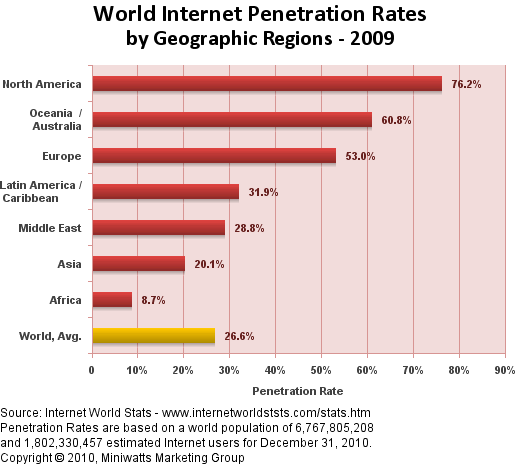 World Internet Penetration Rates
by Geographic Regions - 2009
North America
76.2%
Oceania /
Australia
60.8%
Europe
53.0%
Latin America /
Caribbean
31.9%
Middle East
28.8%
Asia
20.1%
Africa
8.7%
World, Avg.
26.6%
0 10% 20% 30% 40% 50% 60% 70% 80% 90%
Penetration Rate
Source: Internet World Stats - www.internetworldststs.com/stats.htm
Penetration Rates are based on a world population of 6,767,805,208
and 1,802,330,457 estimated Internet users for December 31, 2010.
Copyright © 2010, Miniwatts Marketing Group